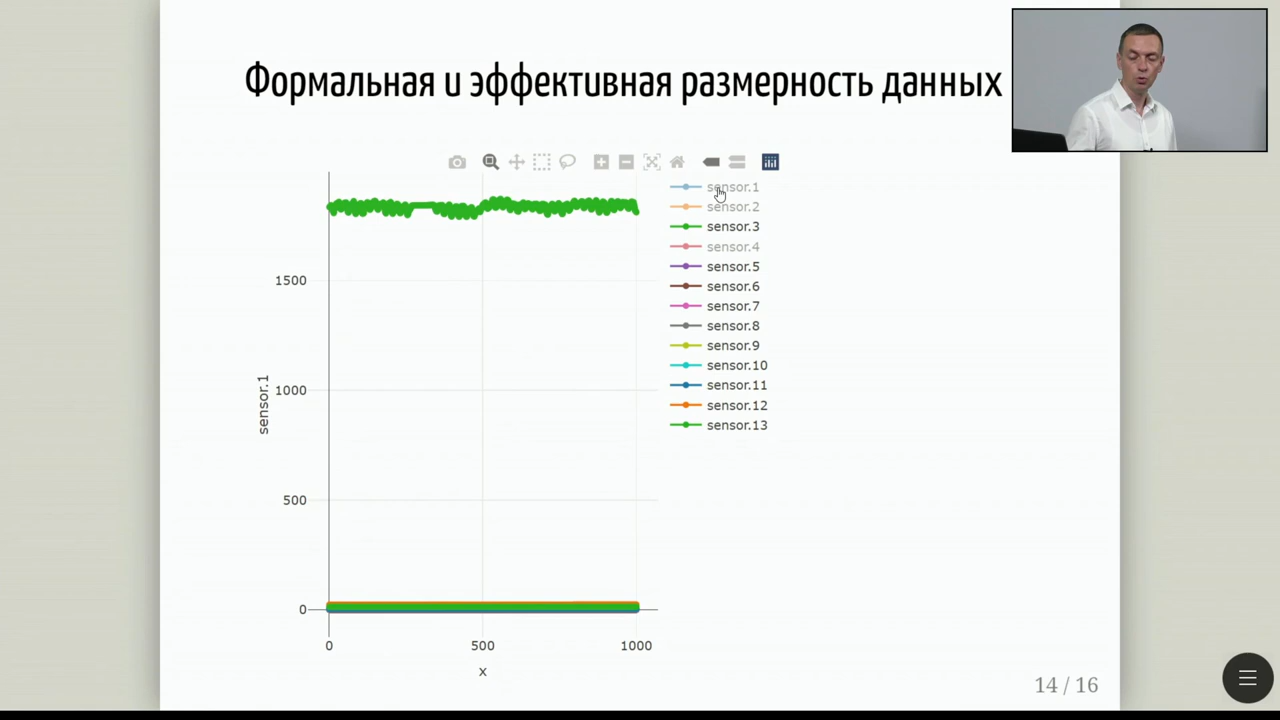 Формальная и эффективная размерность данных
sensor.1
sensor.2
sensor.3
sensor.4
sensor.5
sensor.6
sensor.7
sensor.8
sensor.9
sensor.10
sensor.11
sensor.12
sensor.13
1500
1000
500
0
sensor.1
0 500 1000
x
14 / 16